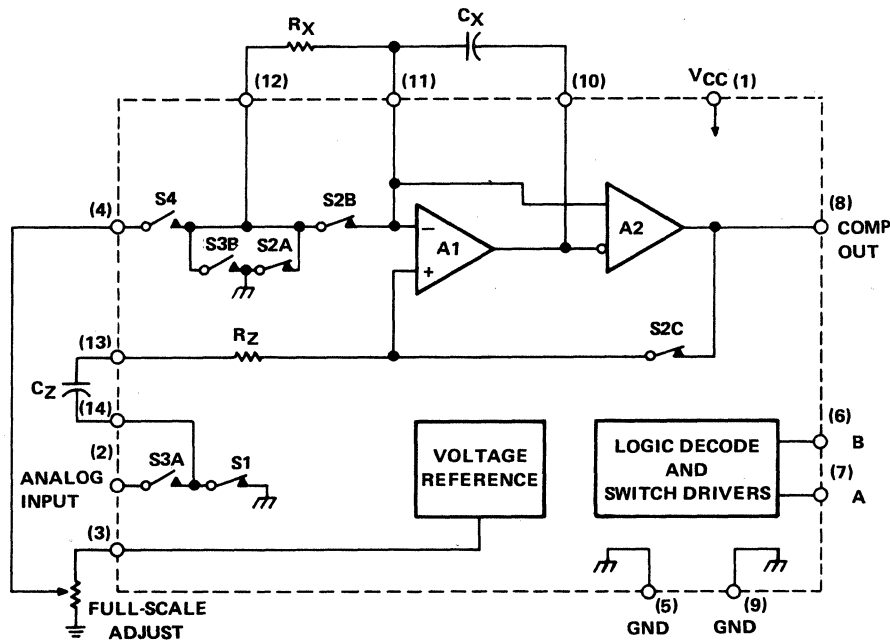 RX
CX
(12)
(11)
(10)
VCC (1)
(4)
S4
S2B
(8)
COMP
OUT
S3B
S2A
−
A1
+
A2
(13)
RZ
S2C
CZ
(14)
(2)
ANALOG
INPUT
S3A
S1
VOLTAGE
REFERENCE
LOGIC DECODE
AND
SWITCH DRIVERS
(6)
B
(7)
A
(3)
FULL-SCALE
ADJUST
(5)
GND
(9)
GND